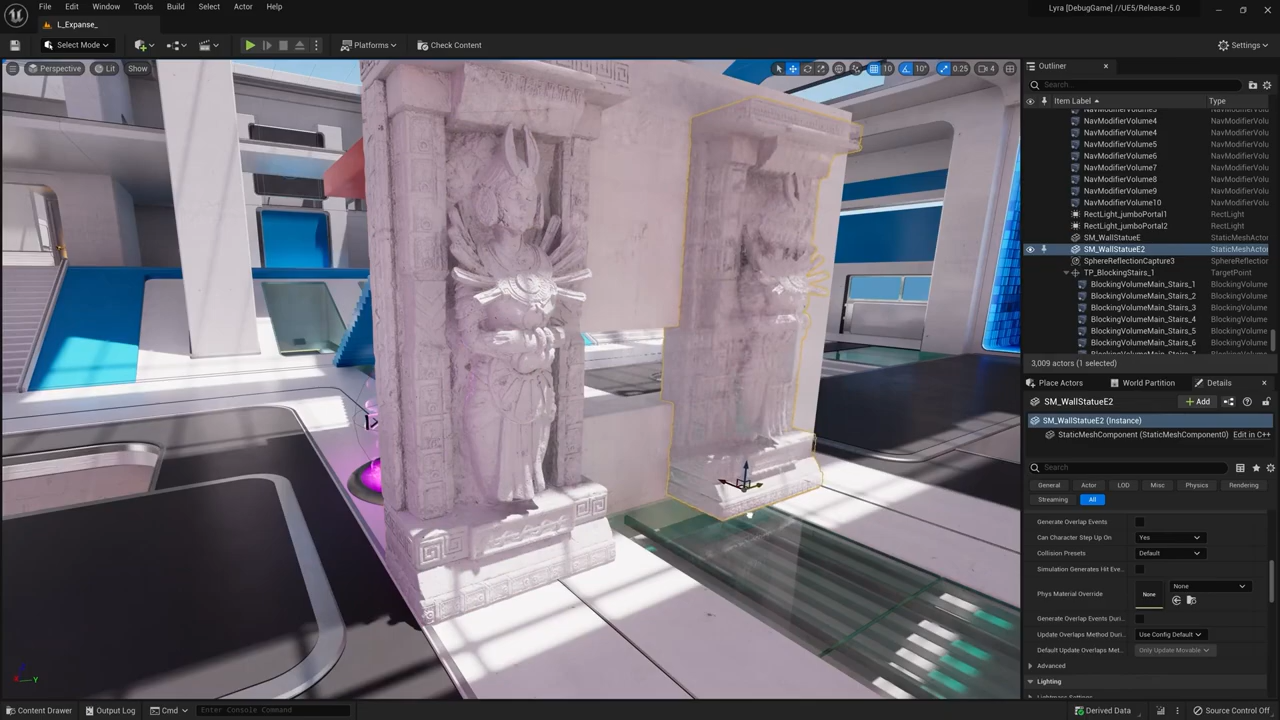 File Edit Window Tools Build Select Actor Help
Lyra [DebugGame] //UE5/Release-5.0
L_Expanse_
Select Mode
Platforms
Check Content
Settings
Perspective
Lit
Show
10
10°
0.25
4
Outliner
Search...
Item Label
Type
NavModifierVolume4 NavModifierVolu
NavModifierVolume4 NavModifierVolu
NavModifierVolume5 NavModifierVolu
NavModifierVolume6 NavModifierVolu
NavModifierVolume7 NavModifierVolu
NavModifierVolume8 NavModifierVolu
NavModifierVolume9 NavModifierVolu
NavModifierVolume10 NavModifierVolu
RectLight_jumboPortal1 RectLight
RectLight_jumboPortal2 RectLight
SM_WallStatueE StaticMeshActor
SM_WallStatueE2 StaticMeshActor
SphereReflectionCapture3 SphereReflection
TP_BlockingStairs_1 TargetPoint
BlockingVolumeMain_Stairs_1 BlockingVolume
BlockingVolumeMain_Stairs_2 BlockingVolume
BlockingVolumeMain_Stairs_3 BlockingVolume
BlockingVolumeMain_Stairs_4 BlockingVolume
BlockingVolumeMain_Stairs_5 BlockingVolume
BlockingVolumeMain_Stairs_6 BlockingVolume
3,009 actors (1 selected)
Place Actors
World Partition
Details
SM_WallStatueE2
Add
SM_WallStatueE2 (Instance)
StaticMeshComponent (StaticMeshComponent0) Edit in C++
Search
General Actor LOD Misc Physics Rendering
Streaming All
Generate Overlap Events
Can Character Step Up On Yes
Collision Presets Default
Simulation Generates Hit Eve
Phys Material Override None None
Generate Overlap Events Duri
Update Overlaps Method Duri Use Config Default
Default Update Overlaps Met Only Update Movable
Advanced
Lighting
Content Drawer
Output Log
Cmd
Enter Console Command
Derived Data
Source Control Off